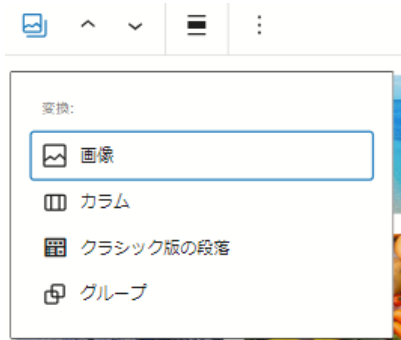 変換:
画像
カラム
クラシック版の段落
グループ